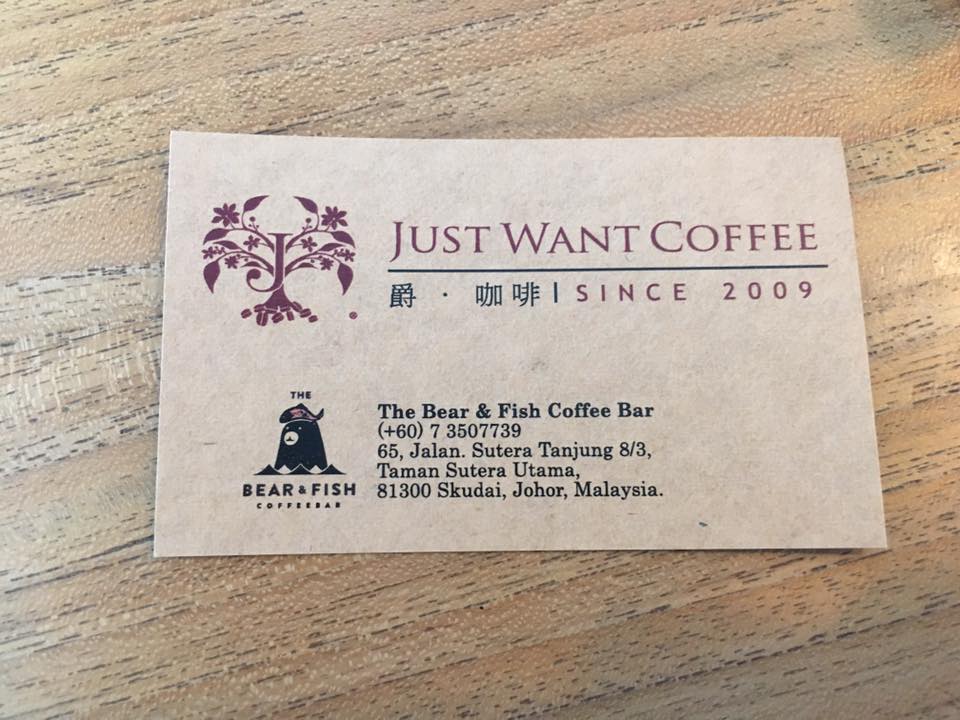 J
JUST WANT COFFEE
爵 · 咖啡 | SINCE 2009
®
THE
BEAR & FISH
COFFEEBAR
The Bear & Fish Coffee Bar
(+60) 7 3507739
65, Jalan. Sutera Tanjung 8/3,
Taman Sutera Utama,
81300 Skudai, Johor, Malaysia.